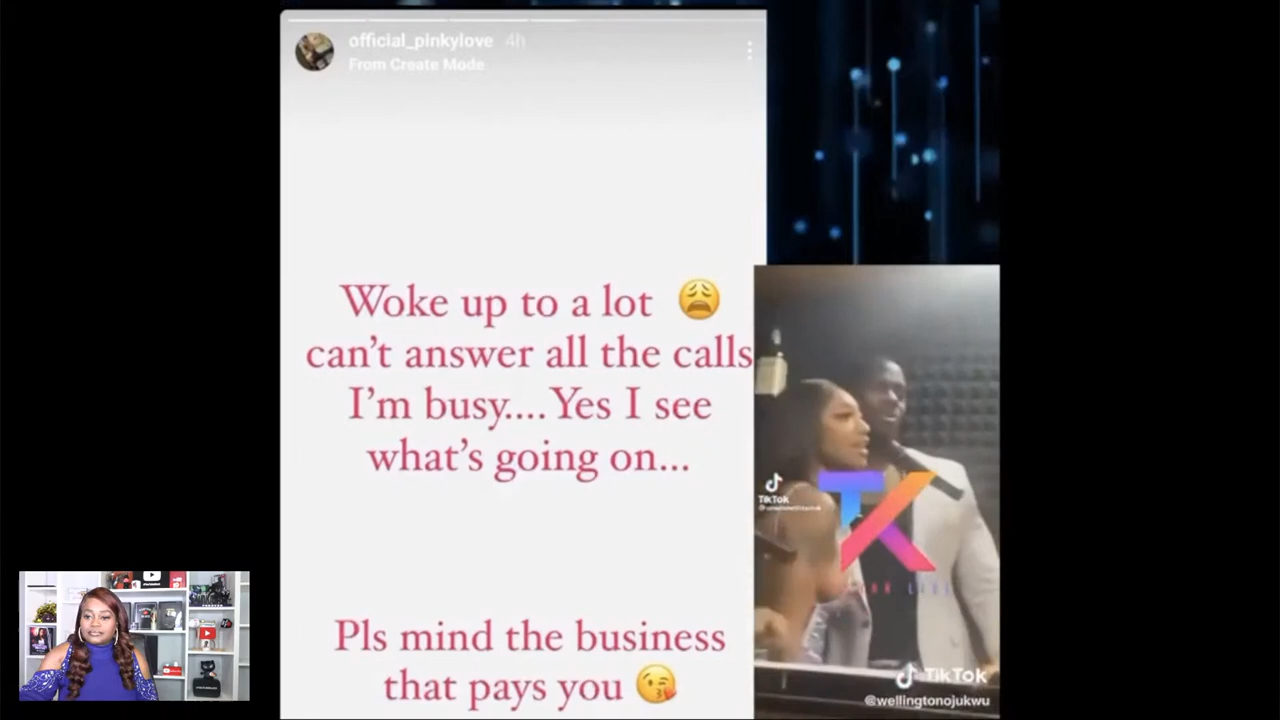 official_pinkylove 4h
From Create Mode
Woke up to a lot 😩
can't answer all the calls
I'm busy.... Yes I see
what's going on...
Pls mind the business
that pays you 😘
TikTok
TikTok
@wellingtonojukwu